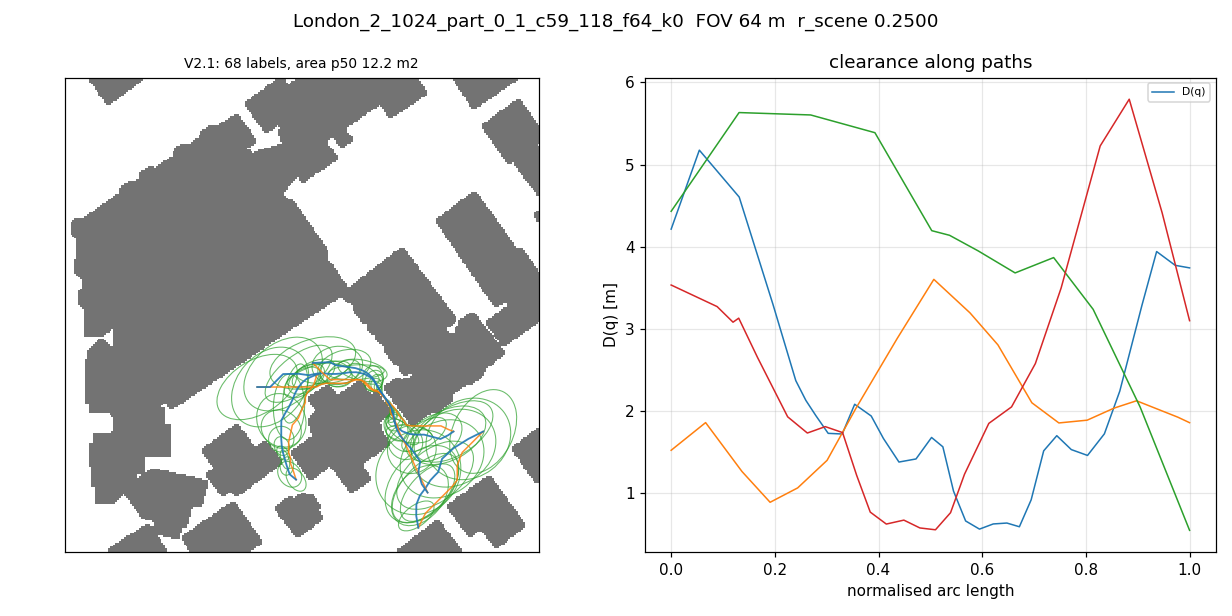 London_2_1024_part_0_1_c59_118_f64_k0  FOV 64 m  r_scene 0.2500
V2.1: 68 labels, area p50 12.2 m2
clearance along paths
D(q)
6
5
4
3
2
1
D(q) [m]
0.0 0.2 0.4 0.6 0.8 1.0
normalised arc length